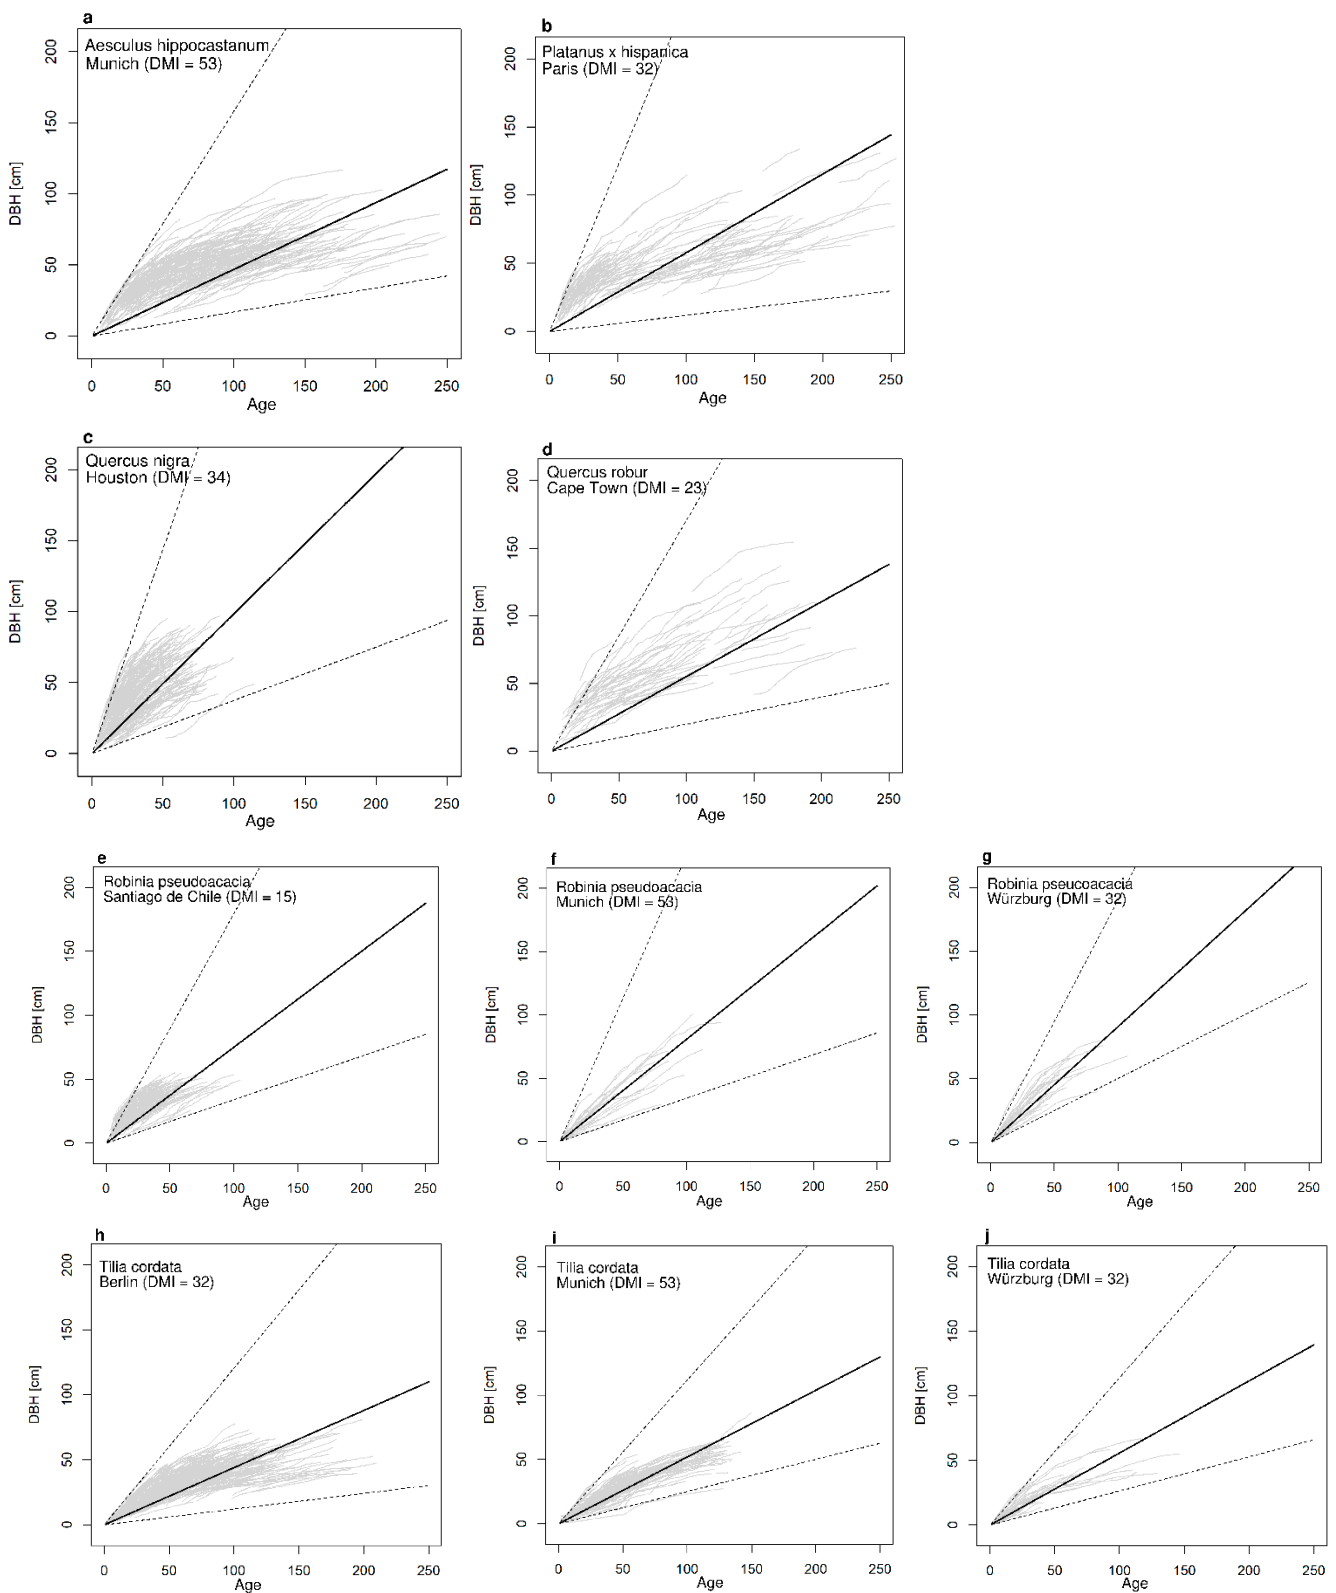 a
Aesculus hippocastanum
Munich (DMI = 53)
DBH [cm]
0 50 100 150 200
0 50 100 150 200 250
Age
b
Platanus x hispanica
Paris (DMI = 32)
DBH [cm]
0 50 100 150 200
0 50 100 150 200 250
Age
c
Quercus nigra
Houston (DMI = 34)
DBH [cm]
0 50 100 150 200
0 50 100 150 200 250
Age
d
Quercus robur
Cape Town (DMI = 23)
DBH [cm]
0 50 100 150 200
0 50 100 150 200 250
Age
e
Robinia pseudoacacia
Santiago de Chile (DMI = 15)
DBH [cm]
0 50 100 150 200
0 50 100 150 200 250
Age
f
Robinia pseudoacacia
Munich (DMI = 53)
DBH [cm]
0 50 100 150 200
0 50 100 150 200 250
Age
g
Robinia pseucoacacia
Würzburg (DMI = 32)
DBH [cm]
0 50 100 150 200
0 50 100 150 200 250
Age
h
Tilia cordata
Berlin (DMI = 32)
DBH [cm]
0 50 100 150 200
0 50 100 150 200 250
Age
i
Tilia cordata
Munich (DMI = 53)
DBH [cm]
0 50 100 150 200
0 50 100 150 200 250
Age
j
Tilia cordata
Würzburg (DMI = 32)
DBH [cm]
0 50 100 150 200
0 50 100 150 200 250
Age